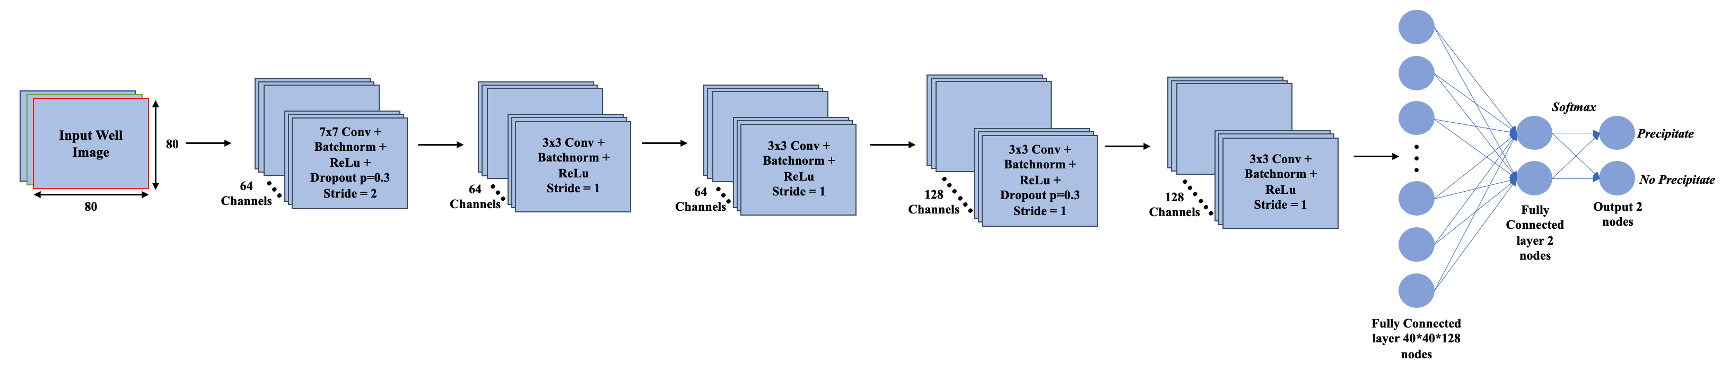 Input Well
Image
80
80
7x7 Conv +
Batchnorm +
ReLu +
Dropout p=0.3
Stride = 2
64
Channels
3x3 Conv +
Batchnorm +
ReLu
Stride = 1
64
Channels
3x3 Conv +
Batchnorm +
ReLu
Stride = 1
64
Channels
3x3 Conv +
Batchnorm +
ReLu +
Dropout p=0.3
Stride = 1
128
Channels
3x3 Conv +
Batchnorm +
ReLu
Stride = 1
128
Channels
Fully Connected
layer 40*40*128
nodes
Fully
Connected
layer 2
nodes
Softmax
Precipitate
No Precipitate
Output 2
nodes